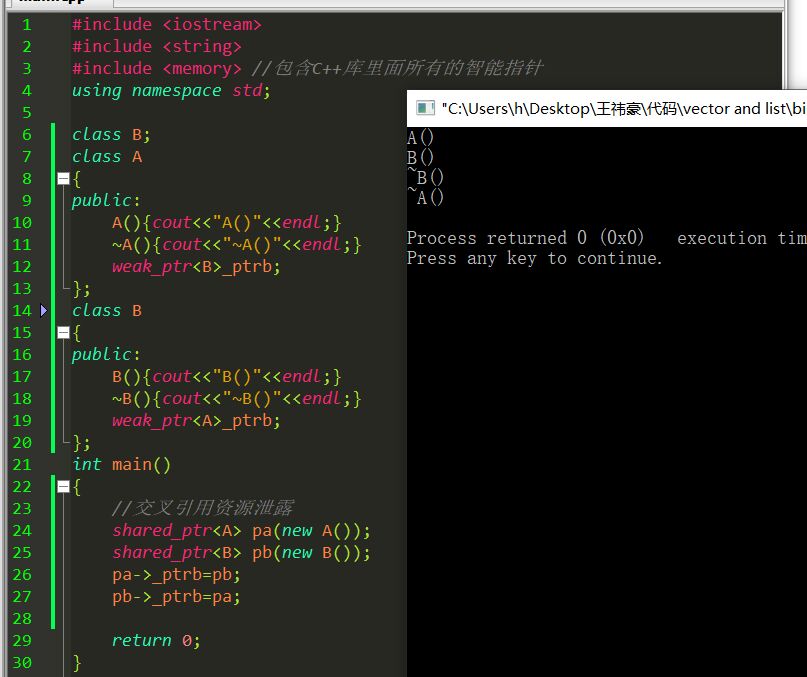 #include <iostream>
#include <string>
#include <memory> //包含C++库里面所有的智能指针
using namespace std;
class B;
class A
{
public:
A(){cout<<"A()"<<endl;}
~A(){cout<<"~A()"<<endl;}
weak_ptr<B>_ptrb;
};
class B
{
public:
B(){cout<<"B()"<<endl;}
~B(){cout<<"~B()"<<endl;}
weak_ptr<A>_ptrb;
};
int main()
{
//交叉引用资源泄露
shared_ptr<A> pa(new A());
shared_ptr<B> pb(new B());
pa->_ptrb=pb;
pb->_ptrb=pa;
return 0;
}
"C:\Users\h\Desktop\王祎豪\代码\vector and list\bi
A()
B()
~B()
~A()
Process returned 0 (0x0) execution tim
Press any key to continue.
1
2
3
4
5
6
7
8
9
10
11
12
13
14
15
16
17
18
19
20
21
22
23
24
25
26
27
28
29
30